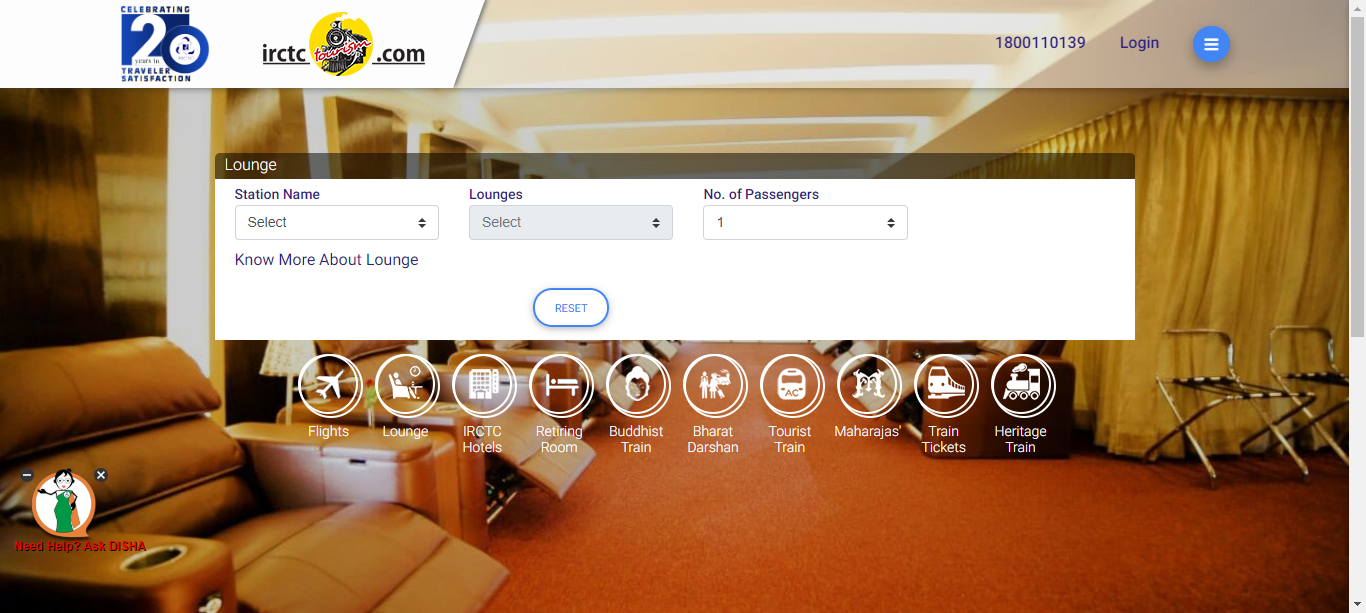 CELEBRATING
20
years in
TRAVELER
SATISFACTION
irctc tourism .com
1800110139
Login
Lounge
Station Name
Lounges
No. of Passengers
Select
Select
1
Know More About Lounge
RESET
AC
Flights
Lounge
IRCTC
Hotels
Retiring
Room
Buddhist
Train
Bharat
Darshan
Tourist
Train
Maharajas'
Train
Tickets
Heritage
Train
Need Help? Ask DISHA